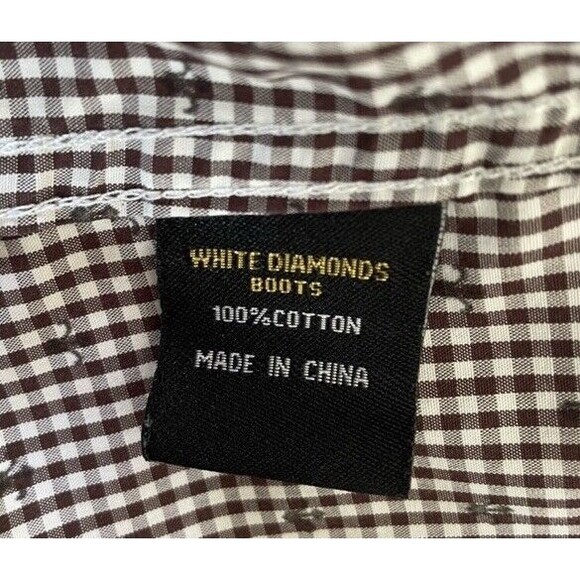 WHITE DIAMONDS
BOOTS
100%COTTON
MADE IN CHINA